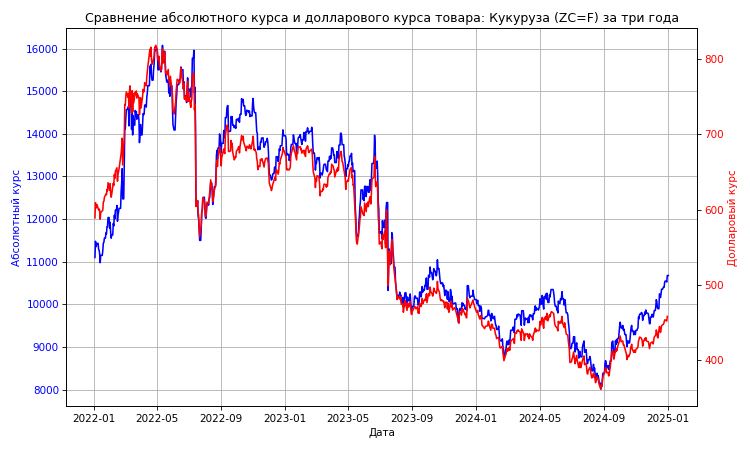 Сравнение абсолютного курса и долларового курса товара: Кукуруза (ZC=F) за три года
Абсолютный курс
16000
15000
14000
13000
12000
11000
10000
9000
8000
800
700
600
500
400
Долларовый курс
2022-01 2022-05 2022-09 2023-01 2023-05 2023-09 2024-01 2024-05 2024-09 2025-01
Дата